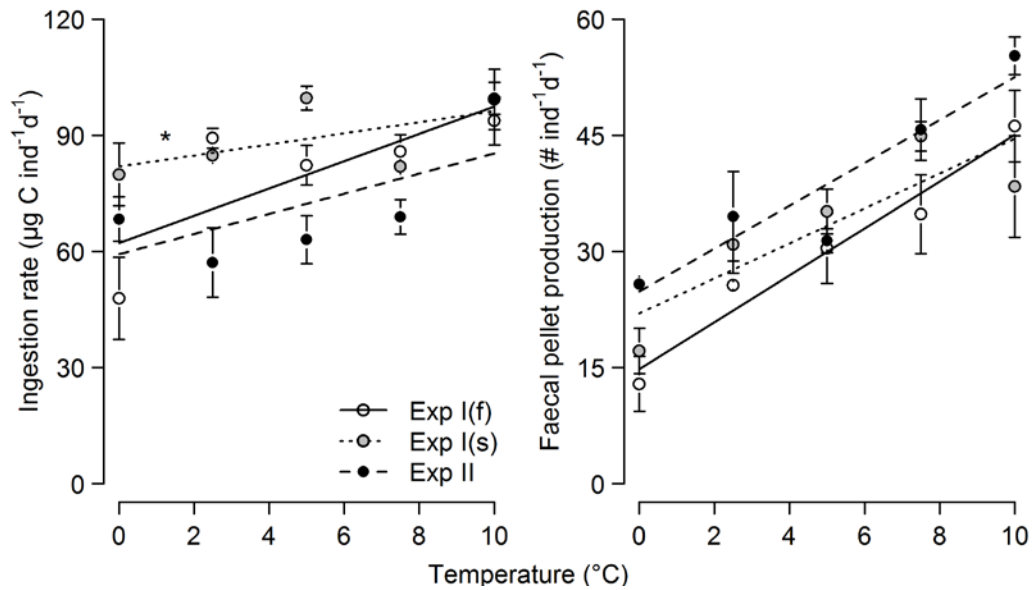 Ingestion rate (µg C ind⁻¹d⁻¹)
120
90
60
30
0
*
Exp I(f)
Exp I(s)
Exp II
0 2 4 6 8 10
Faecal pellet production (# ind⁻¹d⁻¹)
60
45
30
15
0
0 2 4 6 8 10
Temperature (°C)